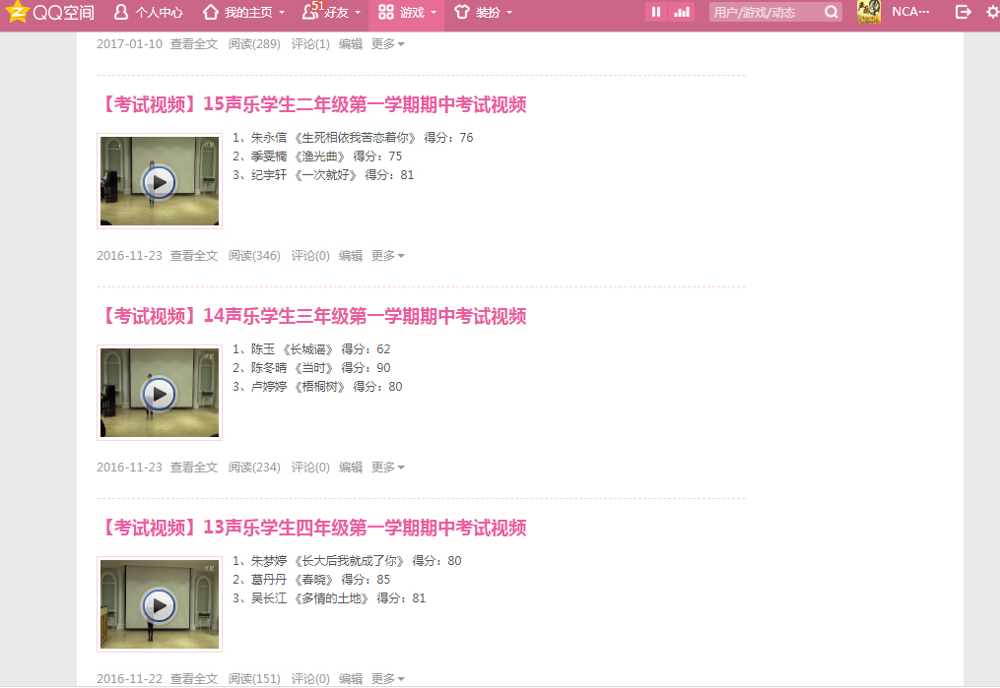 QQ空间 个人中心 我的主页 51 好友 游戏 装扮 用户/游戏/动态 NCA···
2017-01-10 查看全文 阅读(289) 评论(1) 编辑 更多
【考试视频】15声乐学生二年级第一学期期中考试视频
1、朱永信 《生死相依我苦恋着你》 得分：76
2、季雯楠 《渔光曲》 得分：75
3、纪宇轩 《一次就好》 得分：81
2016-11-23 查看全文 阅读(346) 评论(0) 编辑 更多
【考试视频】14声乐学生三年级第一学期期中考试视频
1、陈玉 《长城谣》 得分：62
2、陈冬晴 《当时》 得分：90
3、卢婷婷 《梧桐树》 得分：80
2016-11-23 查看全文 阅读(234) 评论(0) 编辑 更多
【考试视频】13声乐学生四年级第一学期期中考试视频
1、朱梦婷 《长大后我就成了你》 得分：80
2、葛丹丹 《春晓》 得分：85
3、吴长江 《多情的土地》 得分：81
2016-11-22 查看全文 阅读(151) 评论(0) 编辑 更多